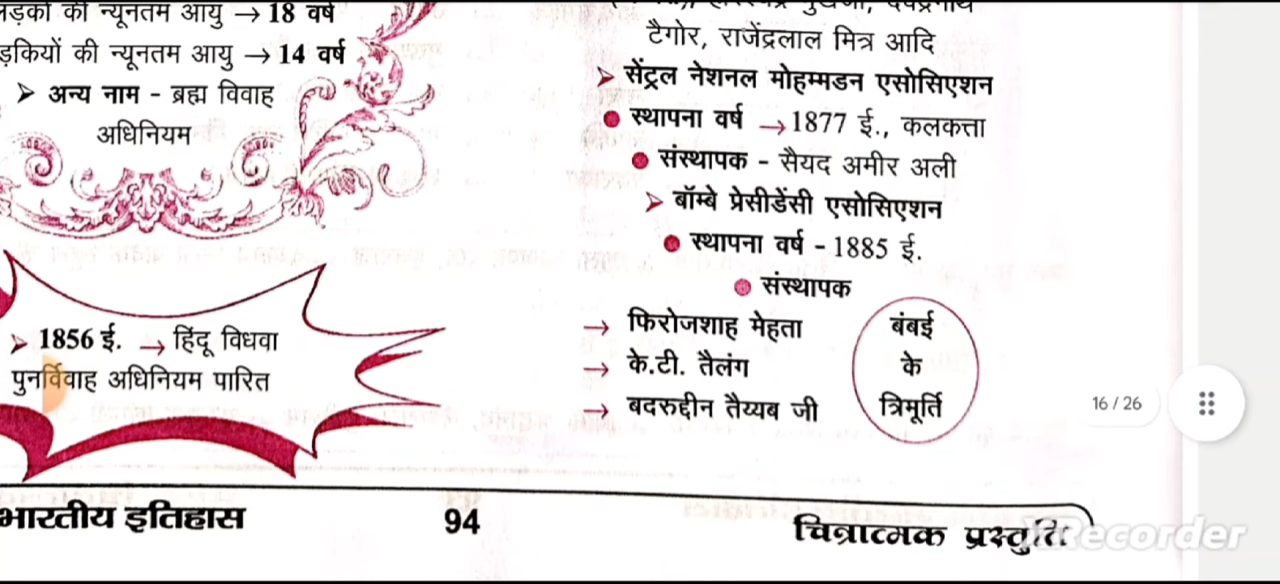 लड़कों की न्यूनतम आयु → 18 वर्ष
ड़कियों की न्यूनतम आयु → 14 वर्ष
➤ अन्य नाम - ब्रह्म विवाह
अधिनियम
➤ 1856 ई. → हिंदू विधवा
पुनर्विवाह अधिनियम पारित
टैगोर, राजेंद्रलाल मित्र आदि
➤ सेंट्रल नेशनल मोहम्मडन एसोसिएशन
● स्थापना वर्ष →1877 ई., कलकत्ता
● संस्थापक - सैयद अमीर अली
➤ बॉम्बे प्रेसीडेंसी एसोसिएशन
● स्थापना वर्ष - 1885 ई.
● संस्थापक
→ फिरोजशाह मेहता
→ के.टी. तैलंग
→ बदरुद्दीन तैय्यब जी
बंबई
के
त्रिमूर्ति
16 / 26
भारतीय इतिहास
94
चित्रात्मक प्रस्तुति
Recorder